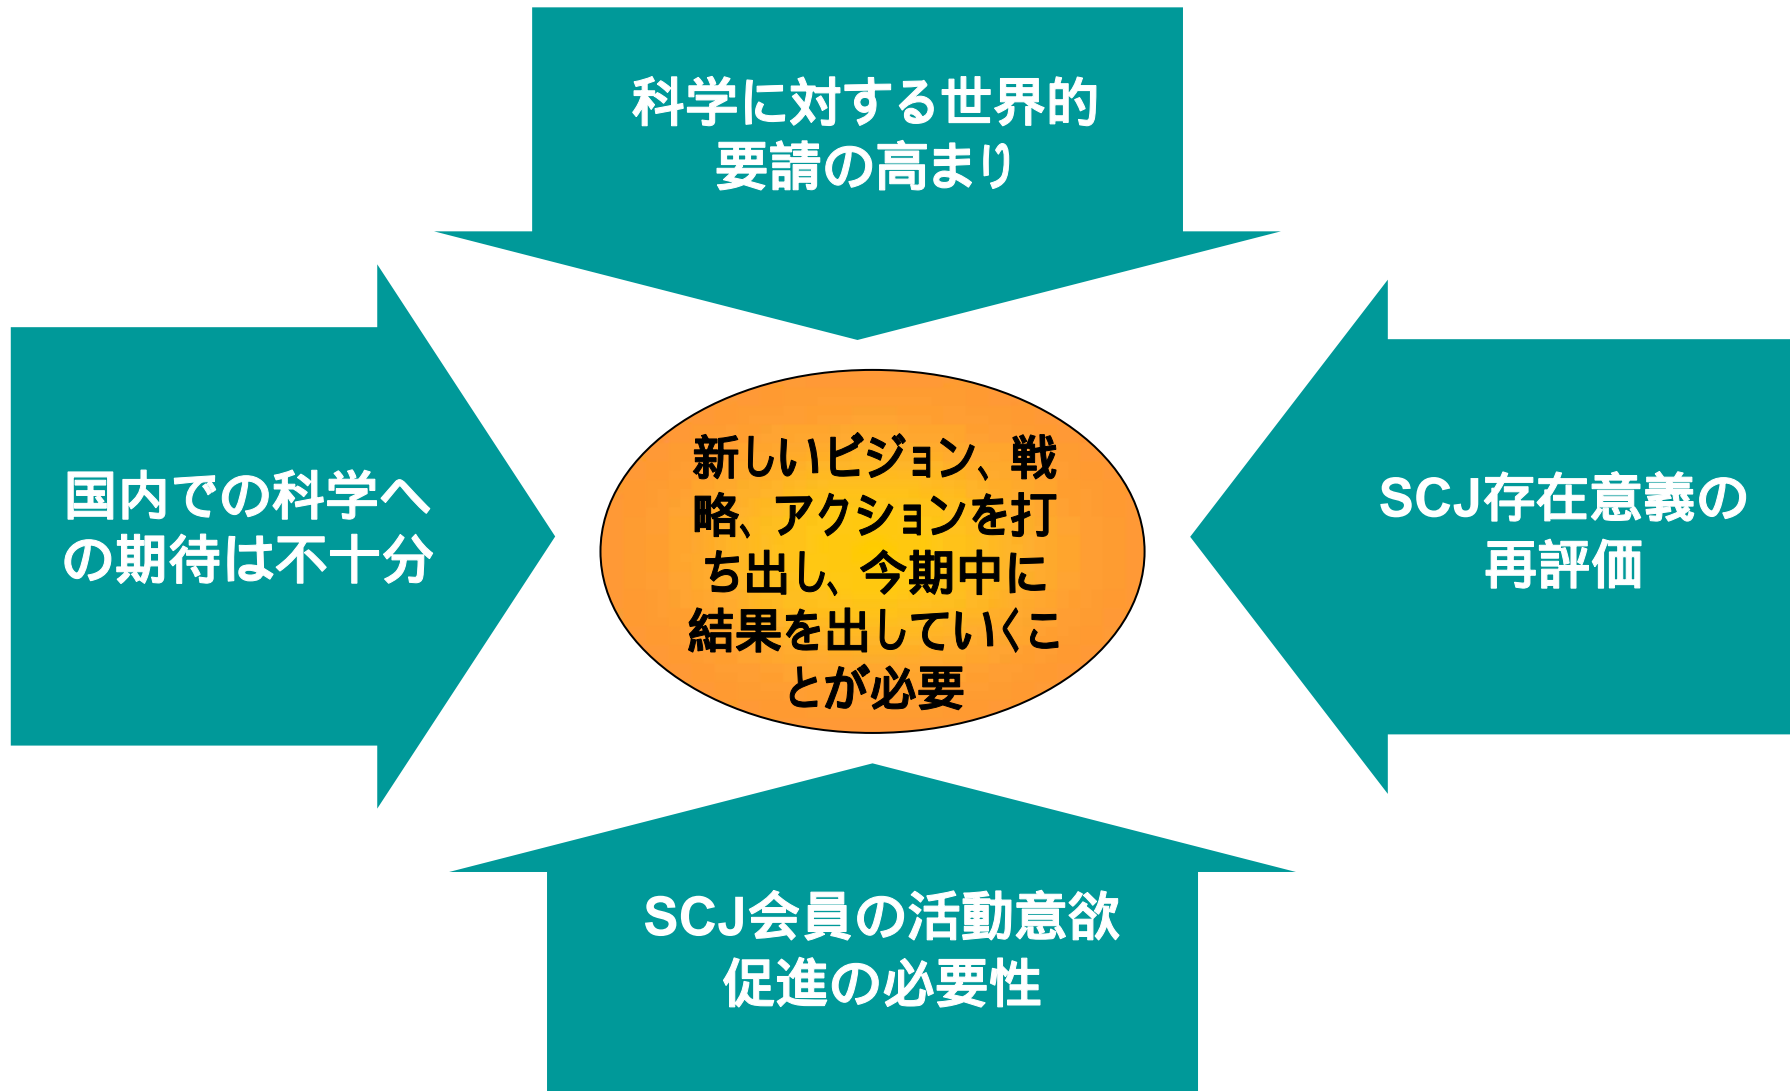 科学に対する世界的
要請の高まり
国内での科学へ
の期待は不十分
新しいビジョン、戦
略、アクションを打
ち出し、今期中に
結果を出していくこ
とが必要
SCJ存在意義の
再評価
SCJ会員の活動意欲
促進の必要性